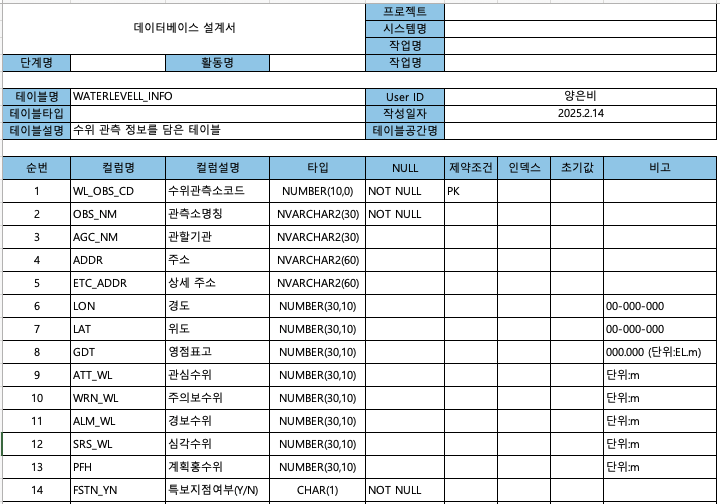 데이터베이스 설계서
프로젝트
시스템명
작업명
단계명 활동명 작업명
테이블명 WATERLEVELL_INFO User ID 양은비
테이블타입 작성일자 2025.2.14
테이블설명 수위 관측 정보를 담은 테이블 테이블공간명
순번 컬럼명 컬럼설명 타입 NULL 제약조건 인덱스 초기값 비고
1 WL_OBS_CD 수위관측소코드 NUMBER(10,0) NOT NULL PK
2 OBS_NM 관측소명칭 NVARCHAR2(30) NOT NULL
3 AGC_NM 관할기관 NVARCHAR2(30)
4 ADDR 주소 NVARCHAR2(60)
5 ETC_ADDR 상세 주소 NVARCHAR2(60)
6 LON 경도 NUMBER(30,10) 00-000-000
7 LAT 위도 NUMBER(30,10) 00-000-000
8 GDT 영점표고 NUMBER(30,10) 000.000 (단위:EL.m)
9 ATT_WL 관심수위 NUMBER(30,10) 단위:m
10 WRN_WL 주의보수위 NUMBER(30,10) 단위:m
11 ALM_WL 경보수위 NUMBER(30,10) 단위:m
12 SRS_WL 심각수위 NUMBER(30,10) 단위:m
13 PFH 계획홍수위 NUMBER(30,10) 단위:m
14 FSTN_YN 특보지점여부(Y/N) CHAR(1) NOT NULL